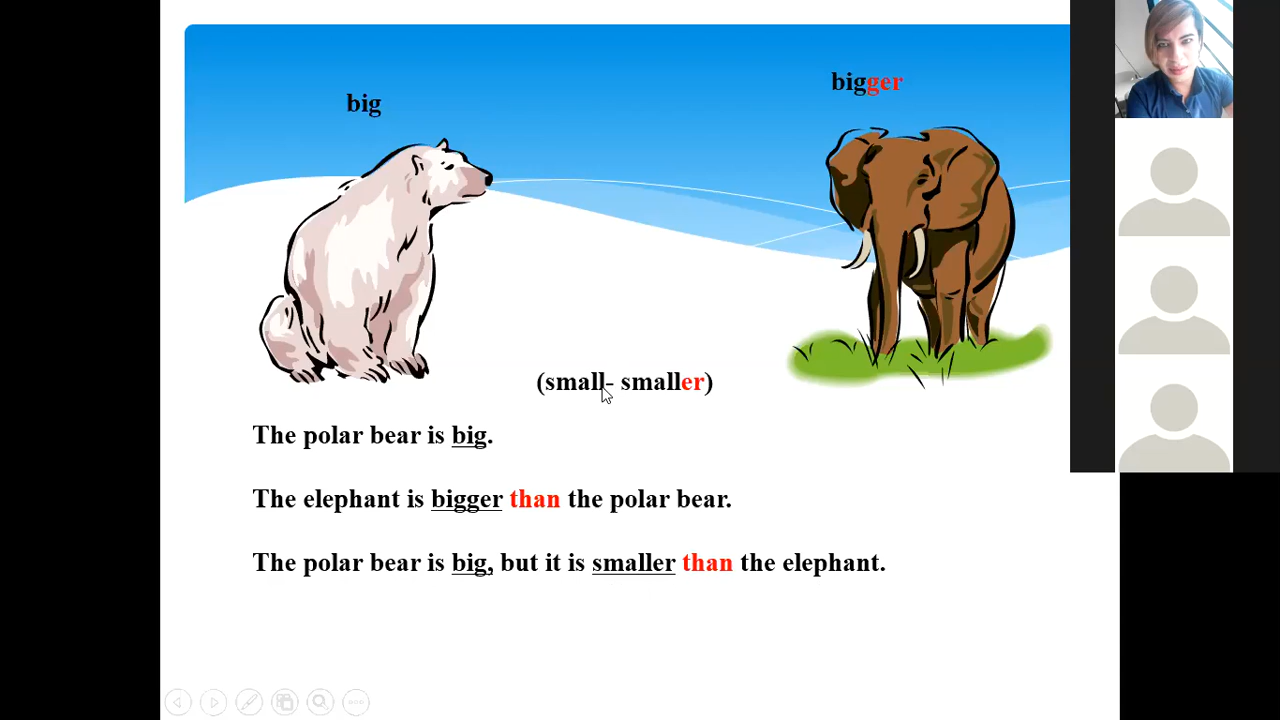 big
bigger
(small- smaller)
The polar bear is big.
The elephant is bigger than the polar bear.
The polar bear is big, but it is smaller than the elephant.